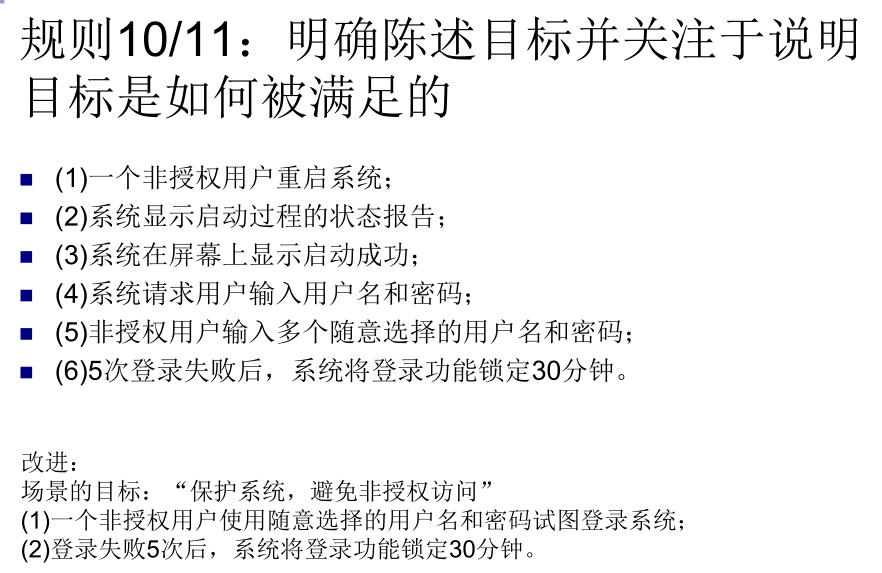 规则10/11：明确陈述目标并关注于说明
目标是如何被满足的
(1)一个非授权用户重启系统；
(2)系统显示启动过程的状态报告；
(3)系统在屏幕上显示启动成功；
(4)系统请求用户输入用户名和密码；
(5)非授权用户输入多个随意选择的用户名和密码；
(6)5次登录失败后，系统将登录功能锁定30分钟。
改进：
场景的目标：“保护系统，避免非授权访问”
(1)一个非授权用户使用随意选择的用户名和密码试图登录系统；
(2)登录失败5次后，系统将登录功能锁定30分钟。